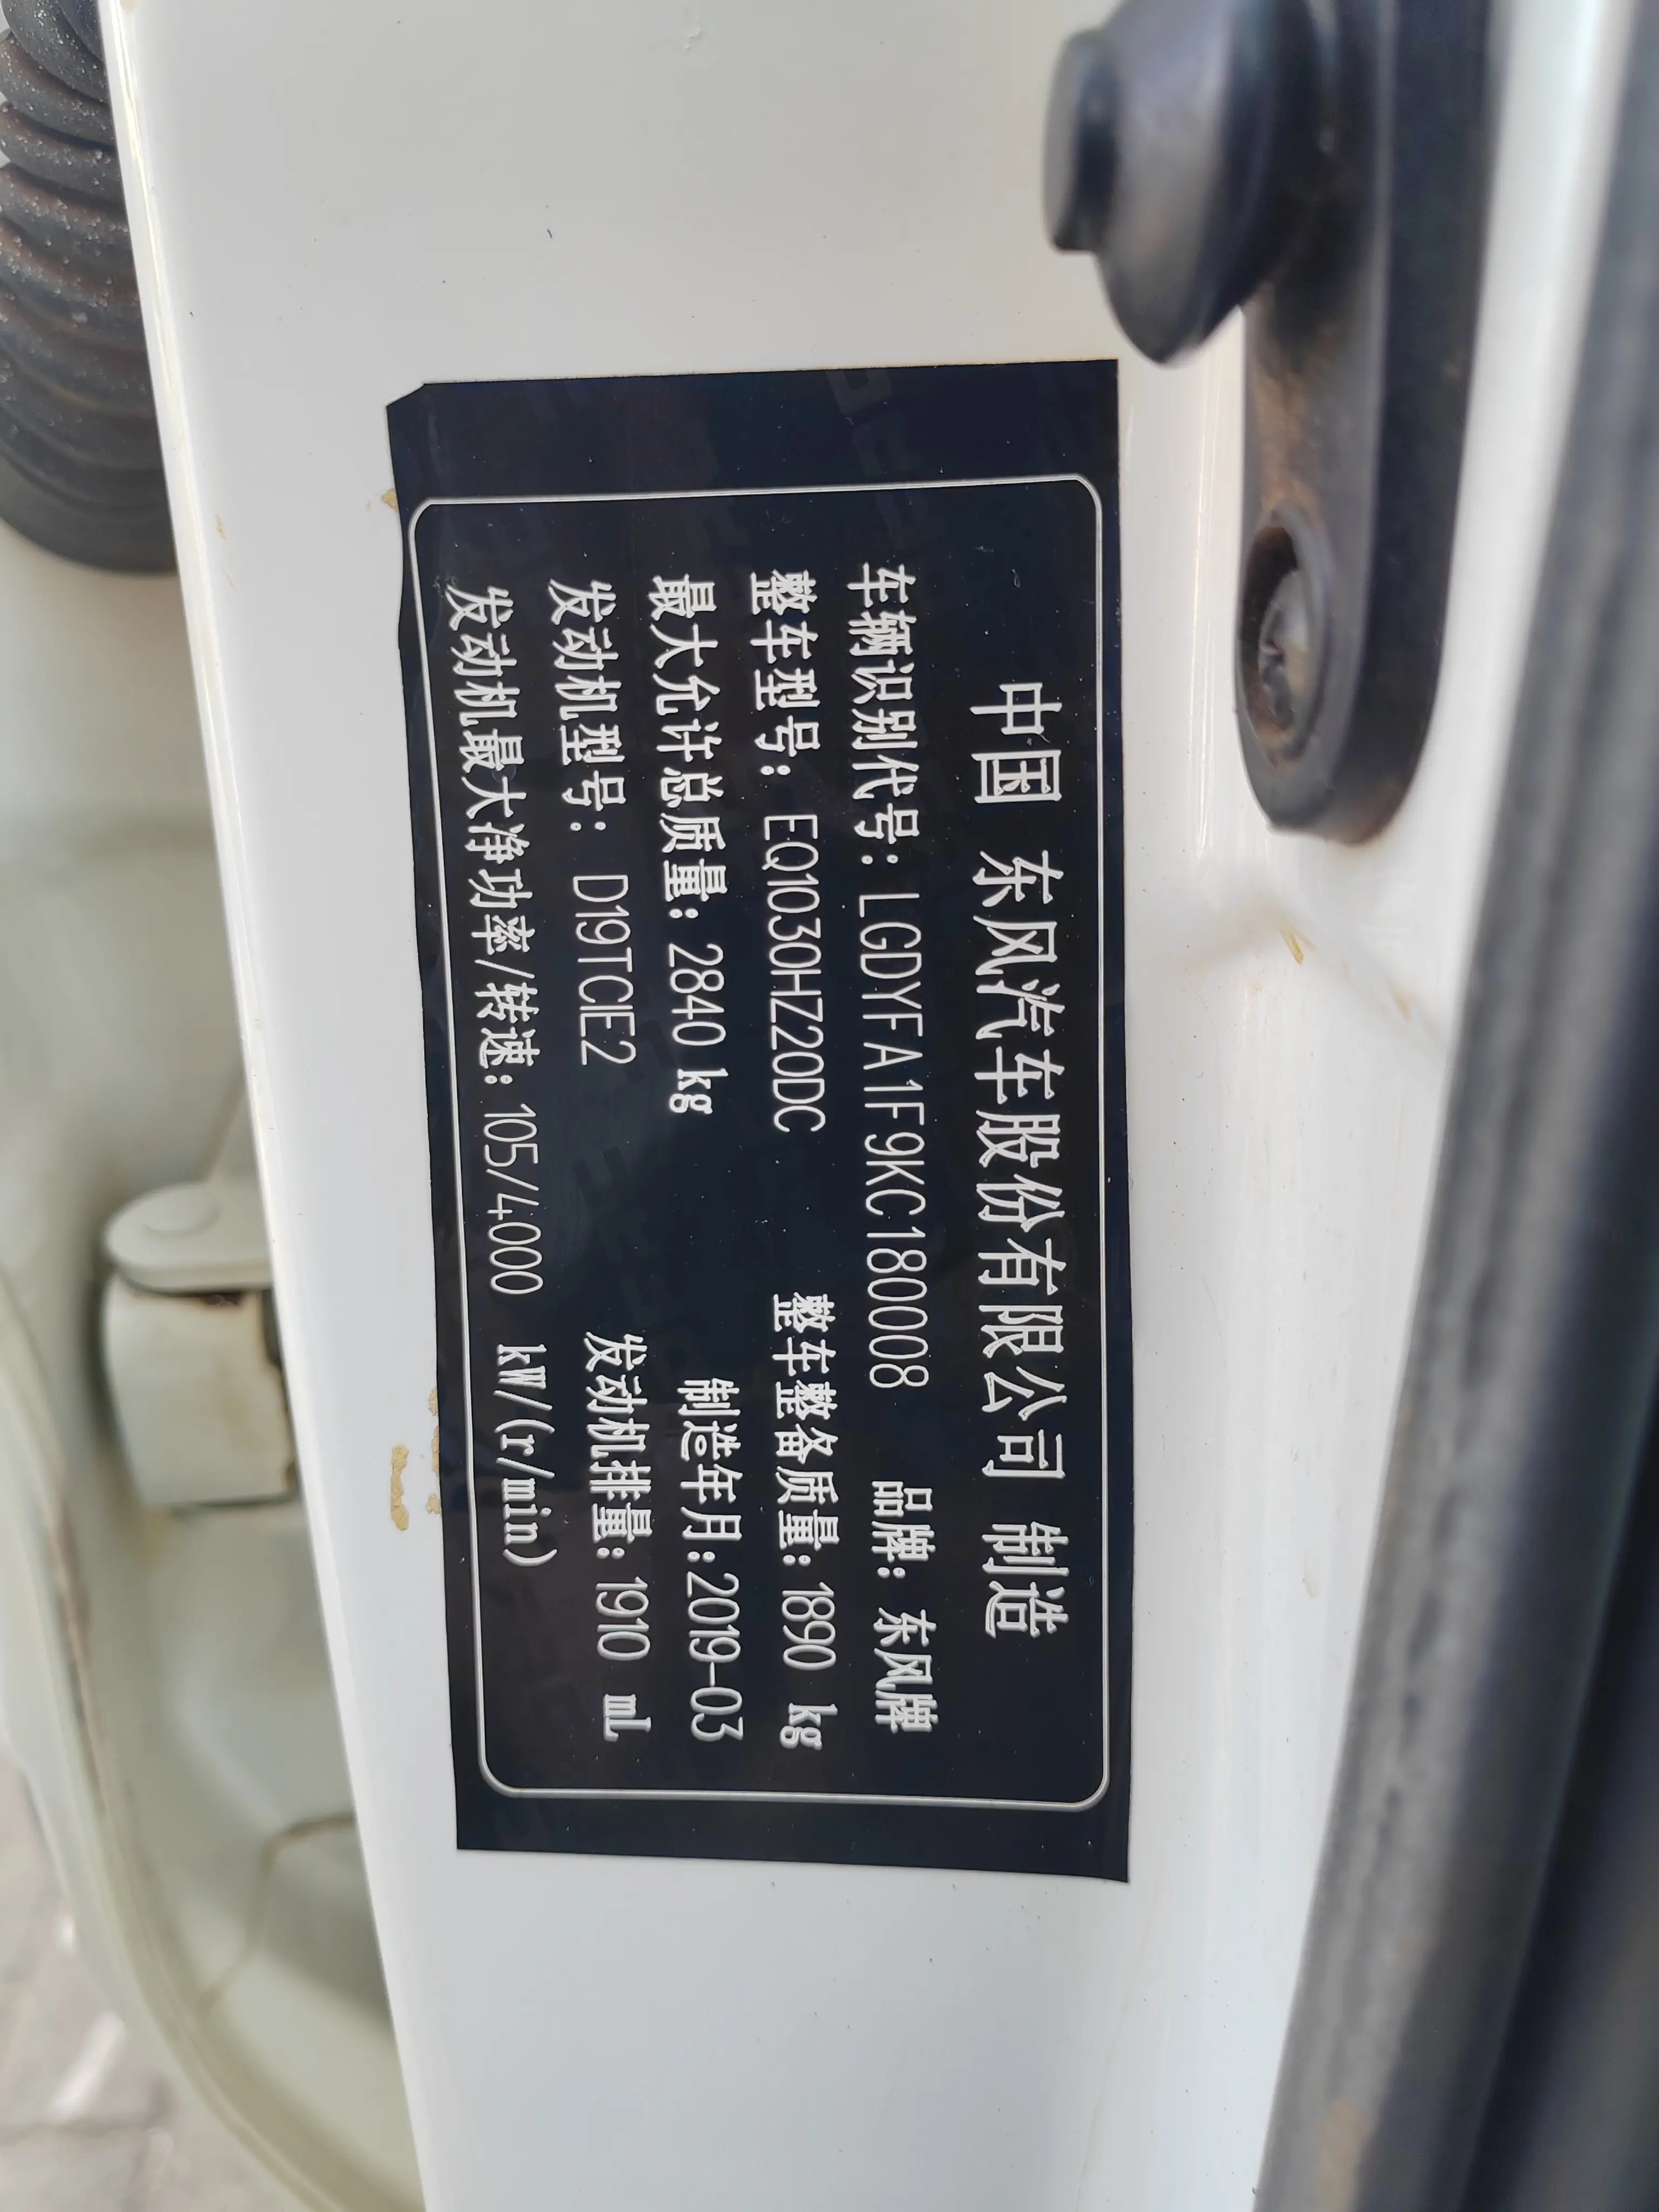 中国 东风汽车股份有限公司 制造
车辆识别代号: LGDYFA1F9KC180008 品牌: 东风牌
整车型号: EQ1030HZ20DC 整车整备质量: 1890 kg
最大允许总质量: 2840 kg 制造年月:2019-03
发动机型号: D19TCIE2 发动机排量: 1910 mL
发动机最大净功率/转速: 105/4000 kW/(r/min)